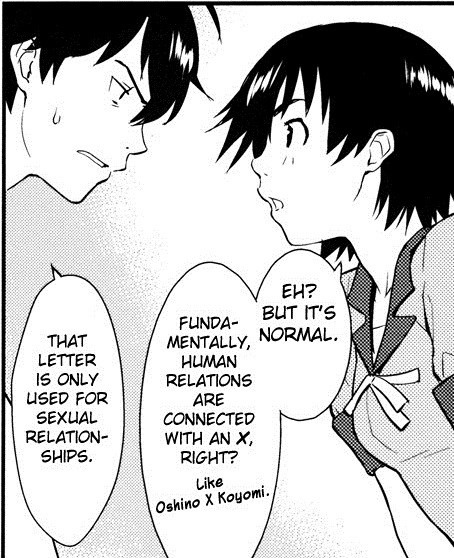 EH?
BUT IT'S
NORMAL.
FUNDA-
MENTALLY,
HUMAN
RELATIONS
ARE
CONNECTED
WITH AN X,
RIGHT?
Like
Oshino X Koyomi.
THAT
LETTER
IS ONLY
USED FOR
SEXUAL
RELATION-
SHIPS.